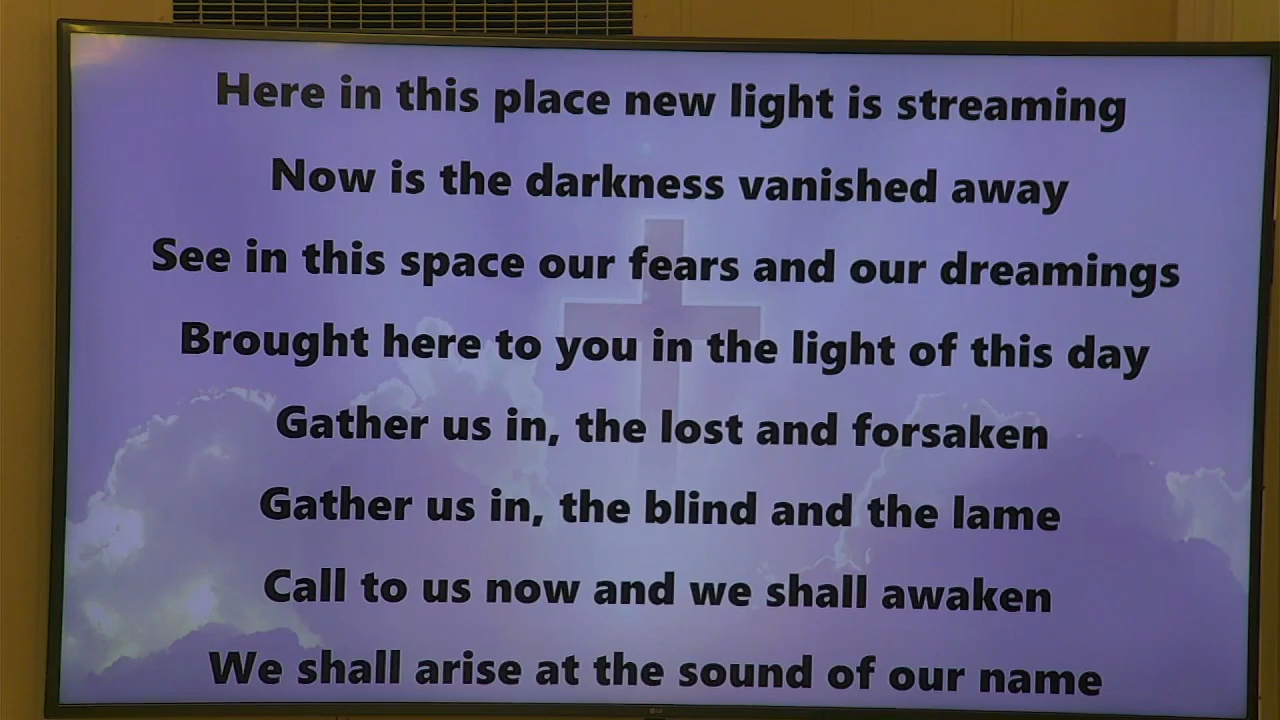 Here in this place new light is streaming
Now is the darkness vanished away
See in this space our fears and our dreamings
Brought here to you in the light of this day
Gather us in, the lost and forsaken
Gather us in, the blind and the lame
Call to us now and we shall awaken
We shall arise at the sound of our name
LG